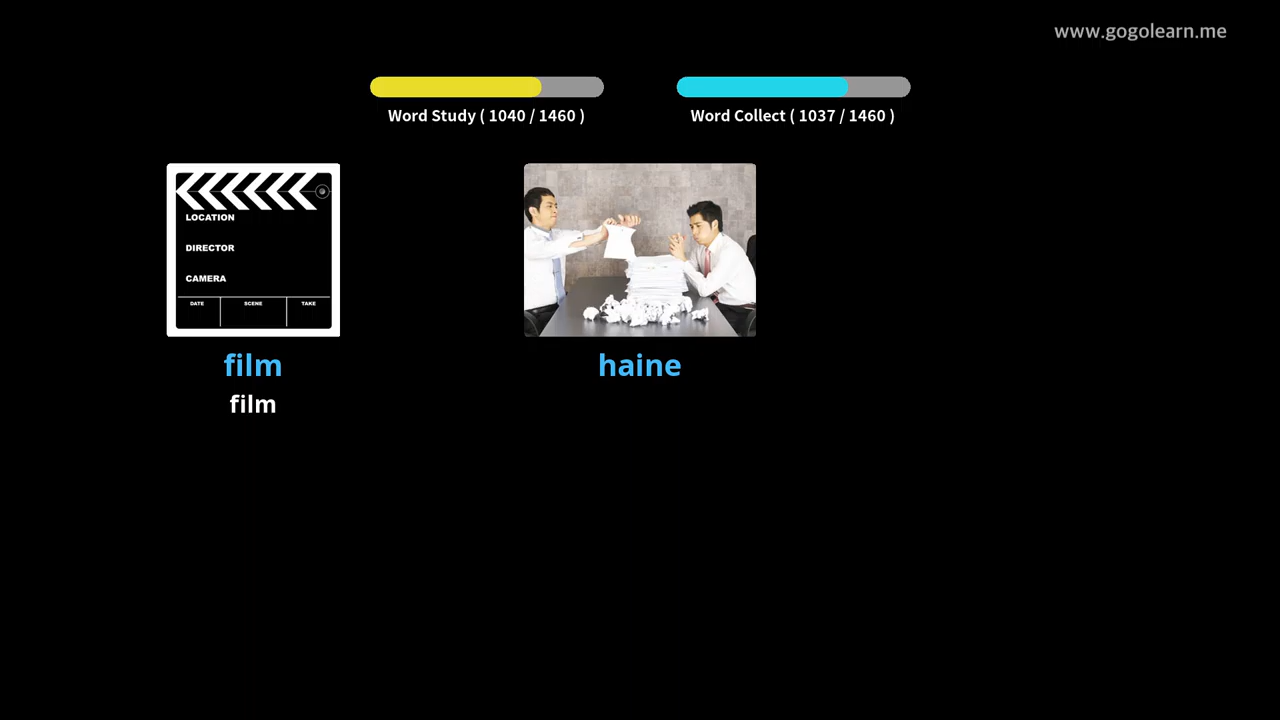 www.gogolearn.me
Word Study ( 1040 / 1460 )
Word Collect ( 1037 / 1460 )
LOCATION
DIRECTOR
CAMERA
DATE SCENE TAKE
film
haine
film